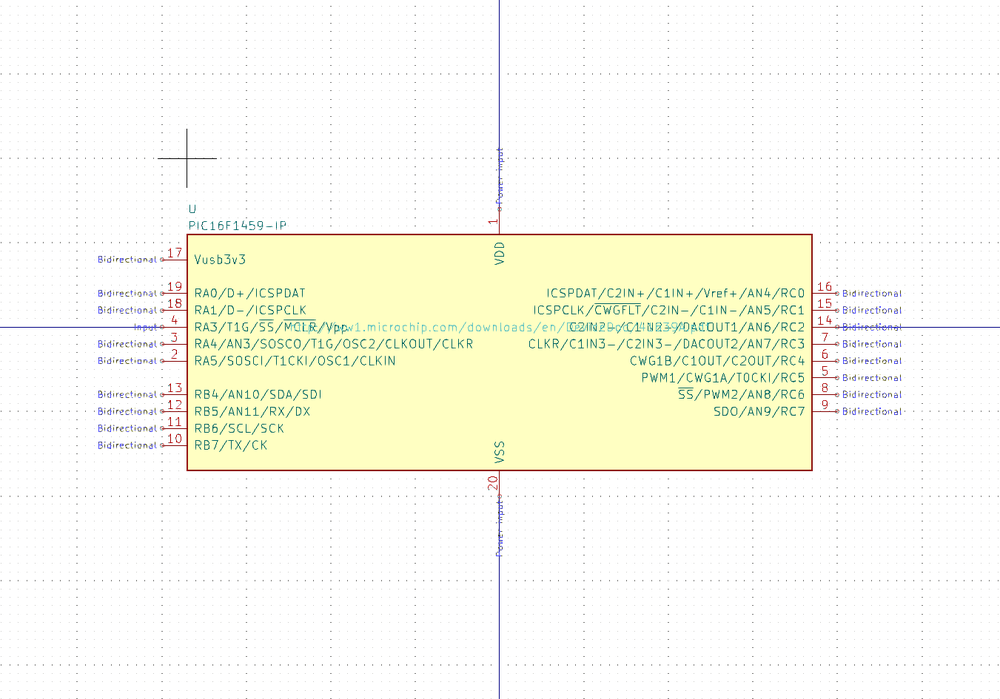 Power input
1
U
PIC16F1459-IP
VDD
Bidirectional 17 Vusb3v3
Bidirectional 19 RA0/D+/ICSPDAT
ICSPDAT/C2IN+/C1IN+/Vref+/AN4/RC0 16 Bidirectional
Bidirectional 18 RA1/D-/ICSPCLK
ICSPCLK/CWGFLT/C2IN-/C1IN-/AN5/RC1 15 Bidirectional
Input 4 RA3/T1G/SS/MCLR/Vpp
ww1.microchip.com/downloads/en/
DACOUT1/AN6/RC2 14 Bidirectional
Bidirectional 3 RA4/AN3/SOSCO/T1G/OSC2/CLKOUT/CLKR
CLKR/C1IN3-/C2IN3-/DACOUT2/AN7/RC3 7 Bidirectional
Bidirectional 2 RA5/SOSCI/T1CKI/OSC1/CLKIN
CWG1B/C1OUT/C2OUT/RC4 6 Bidirectional
PWM1/CWG1A/T0CKI/RC5 5 Bidirectional
Bidirectional 13 RB4/AN10/SDA/SDI
SS/PWM2/AN8/RC6 8 Bidirectional
Bidirectional 12 RB5/AN11/RX/DX
SDO/AN9/RC7 9 Bidirectional
Bidirectional 11 RB6/SCL/SCK
Bidirectional 10 RB7/TX/CK
VSS
20
Power input